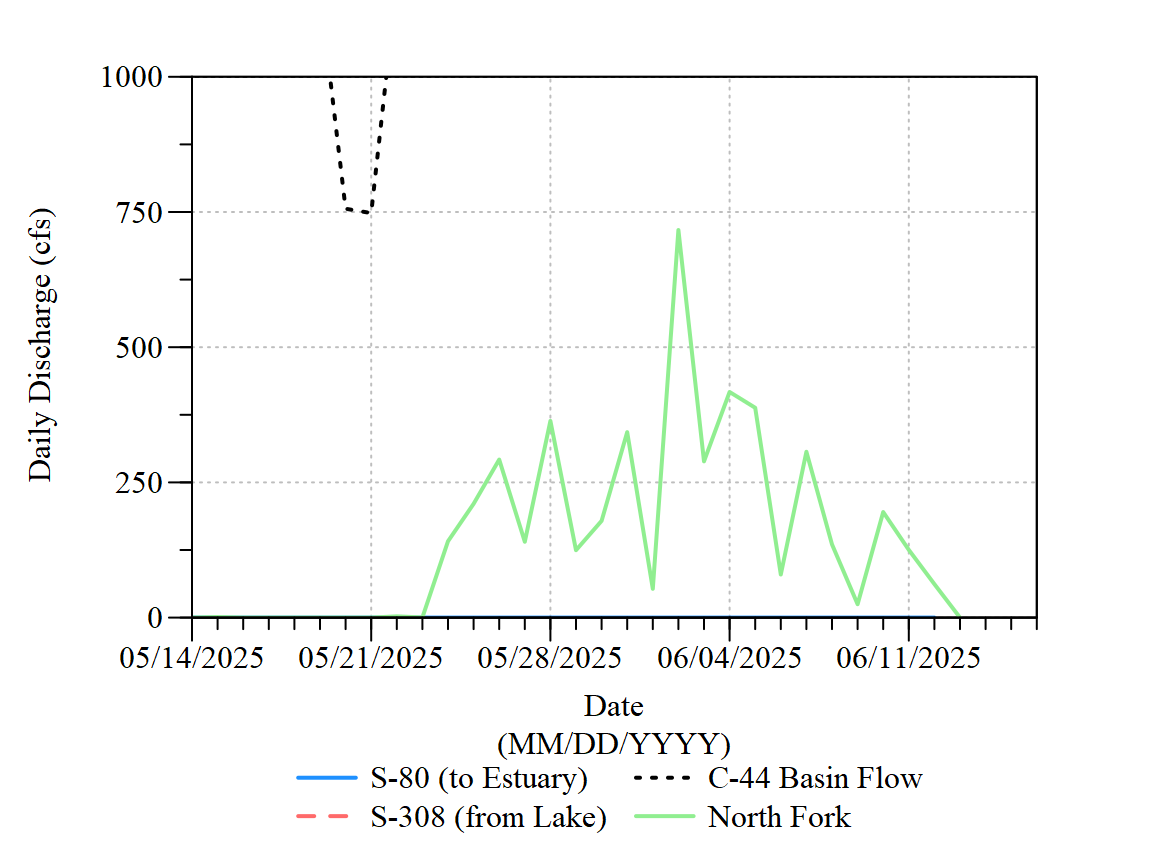 1000
750
500
250
0
Daily Discharge (cfs)
05/14/2025 05/21/2025 05/28/2025 06/04/2025 06/11/2025
Date
(MM/DD/YYYY)
S-80 (to Estuary) C-44 Basin Flow
S-308 (from Lake) North Fork